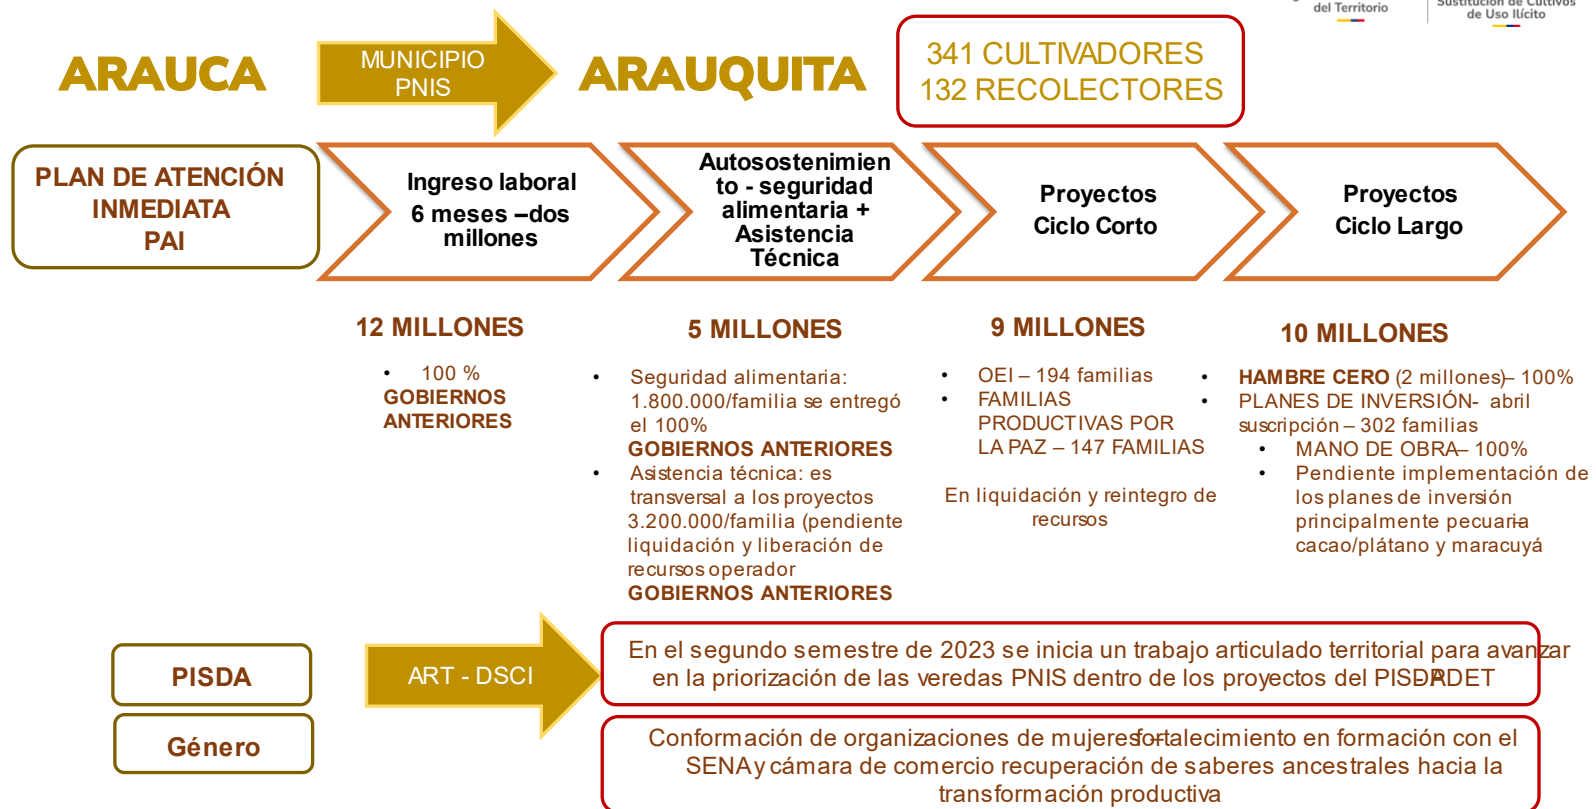 del Territorio
Sustitución de Cultivos
de Uso Ilícito
ARAUCA
MUNICIPIO
PNIS
ARAUQUITA
341 CULTIVADORES
132 RECOLECTORES
PLAN DE ATENCIÓN
INMEDIATA
PAI
Ingreso laboral
6 meses –dos
millones
Autosostenimien
to - seguridad
alimentaria +
Asistencia
Técnica
Proyectos
Ciclo Corto
Proyectos
Ciclo Largo
12 MILLONES
• 100 %
GOBIERNOS
ANTERIORES
5 MILLONES
• Seguridad alimentaria:
1.800.000/familia se entregó
el 100%
GOBIERNOS ANTERIORES
• Asistencia técnica: es
transversal a los proyectos
3.200.000/familia (pendiente
liquidación y liberación de
recursos operador
GOBIERNOS ANTERIORES
9 MILLONES
• OEI – 194 familias
• FAMILIAS
PRODUCTIVAS POR
LA PAZ – 147 FAMILIAS
En liquidación y reintegro de
recursos
10 MILLONES
• HAMBRE CERO (2 millones)– 100%
• PLANES DE INVERSIÓN- abril
suscripción – 302 familias
• MANO DE OBRA– 100%
• Pendiente implementación de
los planes de inversión
principalmente pecuaria–
cacao/plátano y maracuyá
PISDA
ART - DSCI
En el segundo semestre de 2023 se inicia un trabajo articulado territorial para avanzar
en la priorización de las veredas PNIS dentro de los proyectos del PISDA-PDET
Género
Conformación de organizaciones de mujeres – fortalecimiento en formación con el
SENA y cámara de comercio recuperación de saberes ancestrales hacia la
transformación productiva